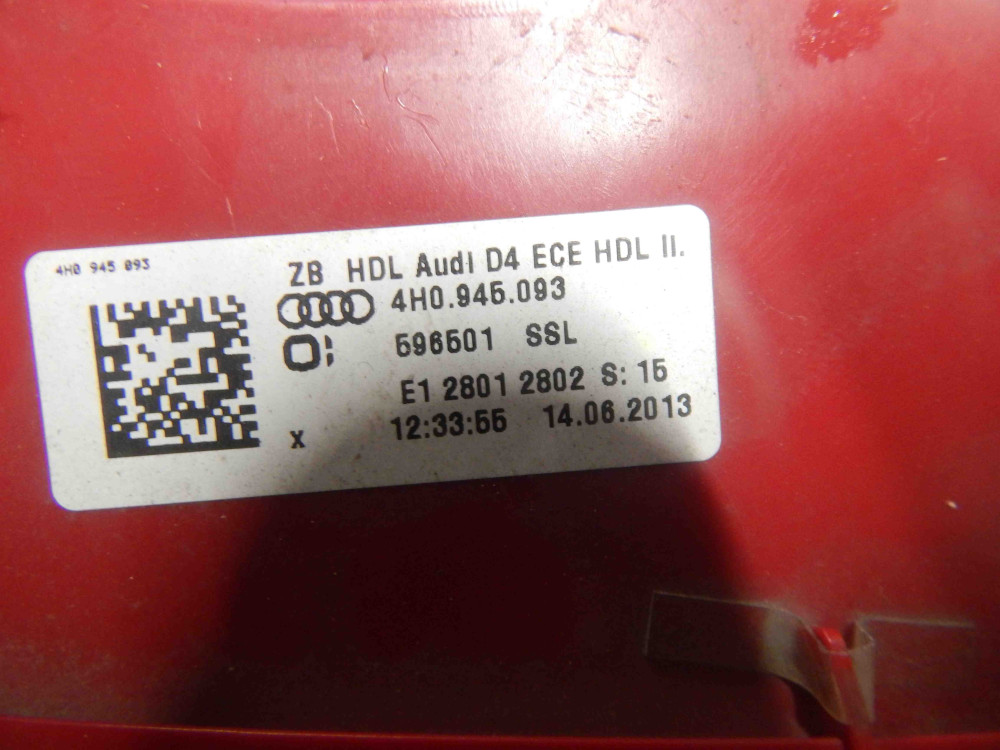 4H0 945 093
ZB HDL Audi D4 ECE HDL II.
4H0.945.093
596501 SSL
E1 2801 2802 S: 15
X 12:33:55 14.06.2013